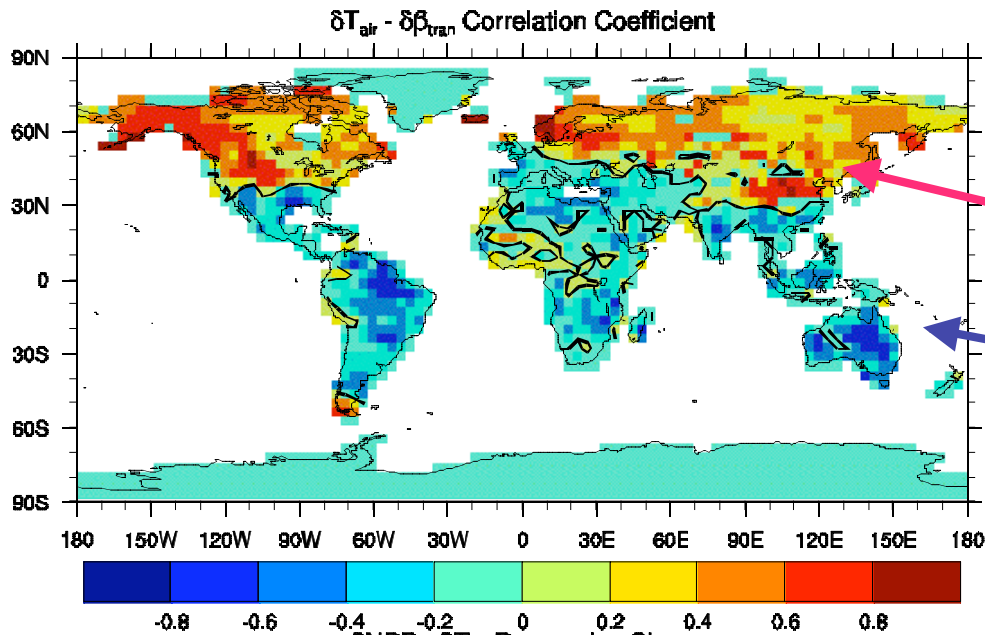 δT_air - δβ_tran Correlation Coefficient
90N
60N
30N
0
30S
60S
90S
180 150W 120W 90W 60W 30W 0 30E 60E 90E 120E 150E 180
-0.8 -0.6 -0.4 -0.2 0 0.2 0.4 0.6 0.8